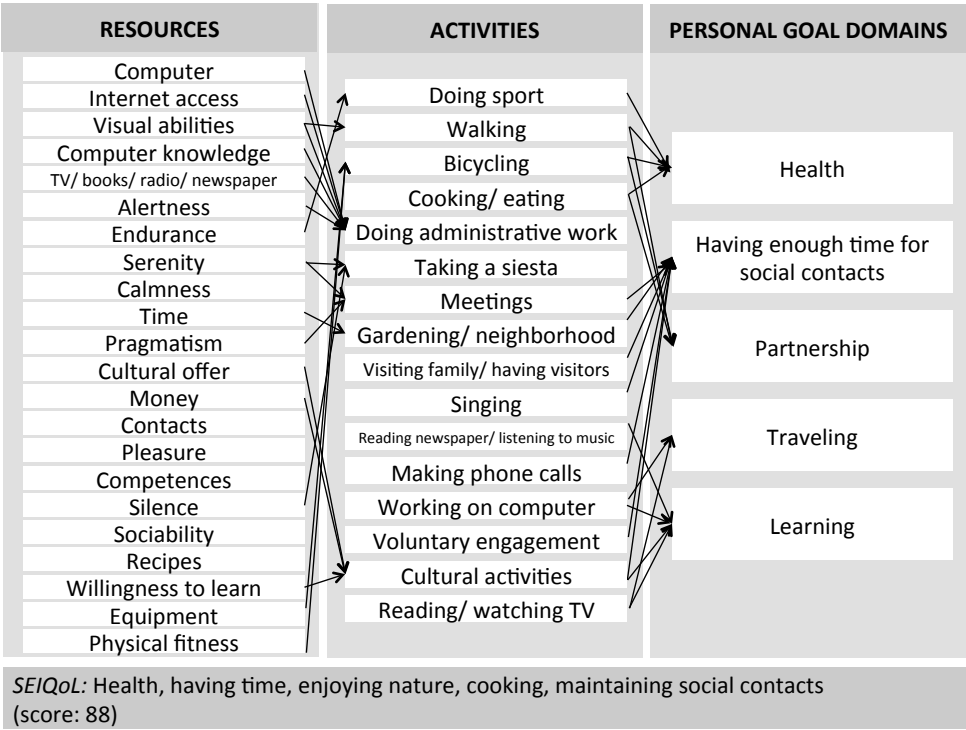 RESOURCES
Computer
Internet access
Visual abilities
Computer knowledge
TV/ books/ radio/ newspaper
Alertness
Endurance
Serenity
Calmness
Time
Pragmatism
Cultural offer
Money
Contacts
Pleasure
Competences
Silence
Sociability
Recipes
Willingness to learn
Equipment
Physical fitness
ACTIVITIES
Doing sport
Walking
Bicycling
Cooking/ eating
Doing administrative work
Taking a siesta
Meetings
Gardening/ neighborhood
Visiting family/ having visitors
Singing
Reading newspaper/ listening to music
Making phone calls
Working on computer
Voluntary engagement
Cultural activities
Reading/ watching TV
PERSONAL GOAL DOMAINS
Health
Having enough time for
social contacts
Partnership
Traveling
Learning
SEIQoL: Health, having time, enjoying nature, cooking, maintaining social contacts
(score: 88)